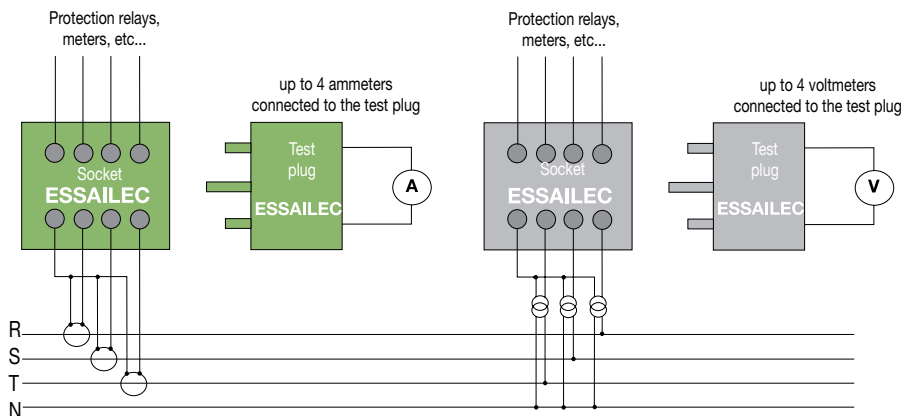 Protection relays,
meters, etc...
up to 4 ammeters
connected to the test plug
Socket
ESSAILEC
Test
plug
ESSAILEC
A
Protection relays,
meters, etc...
up to 4 voltmeters
connected to the test plug
Socket
ESSAILEC
Test
plug
ESSAILEC
V
R
S
T
N